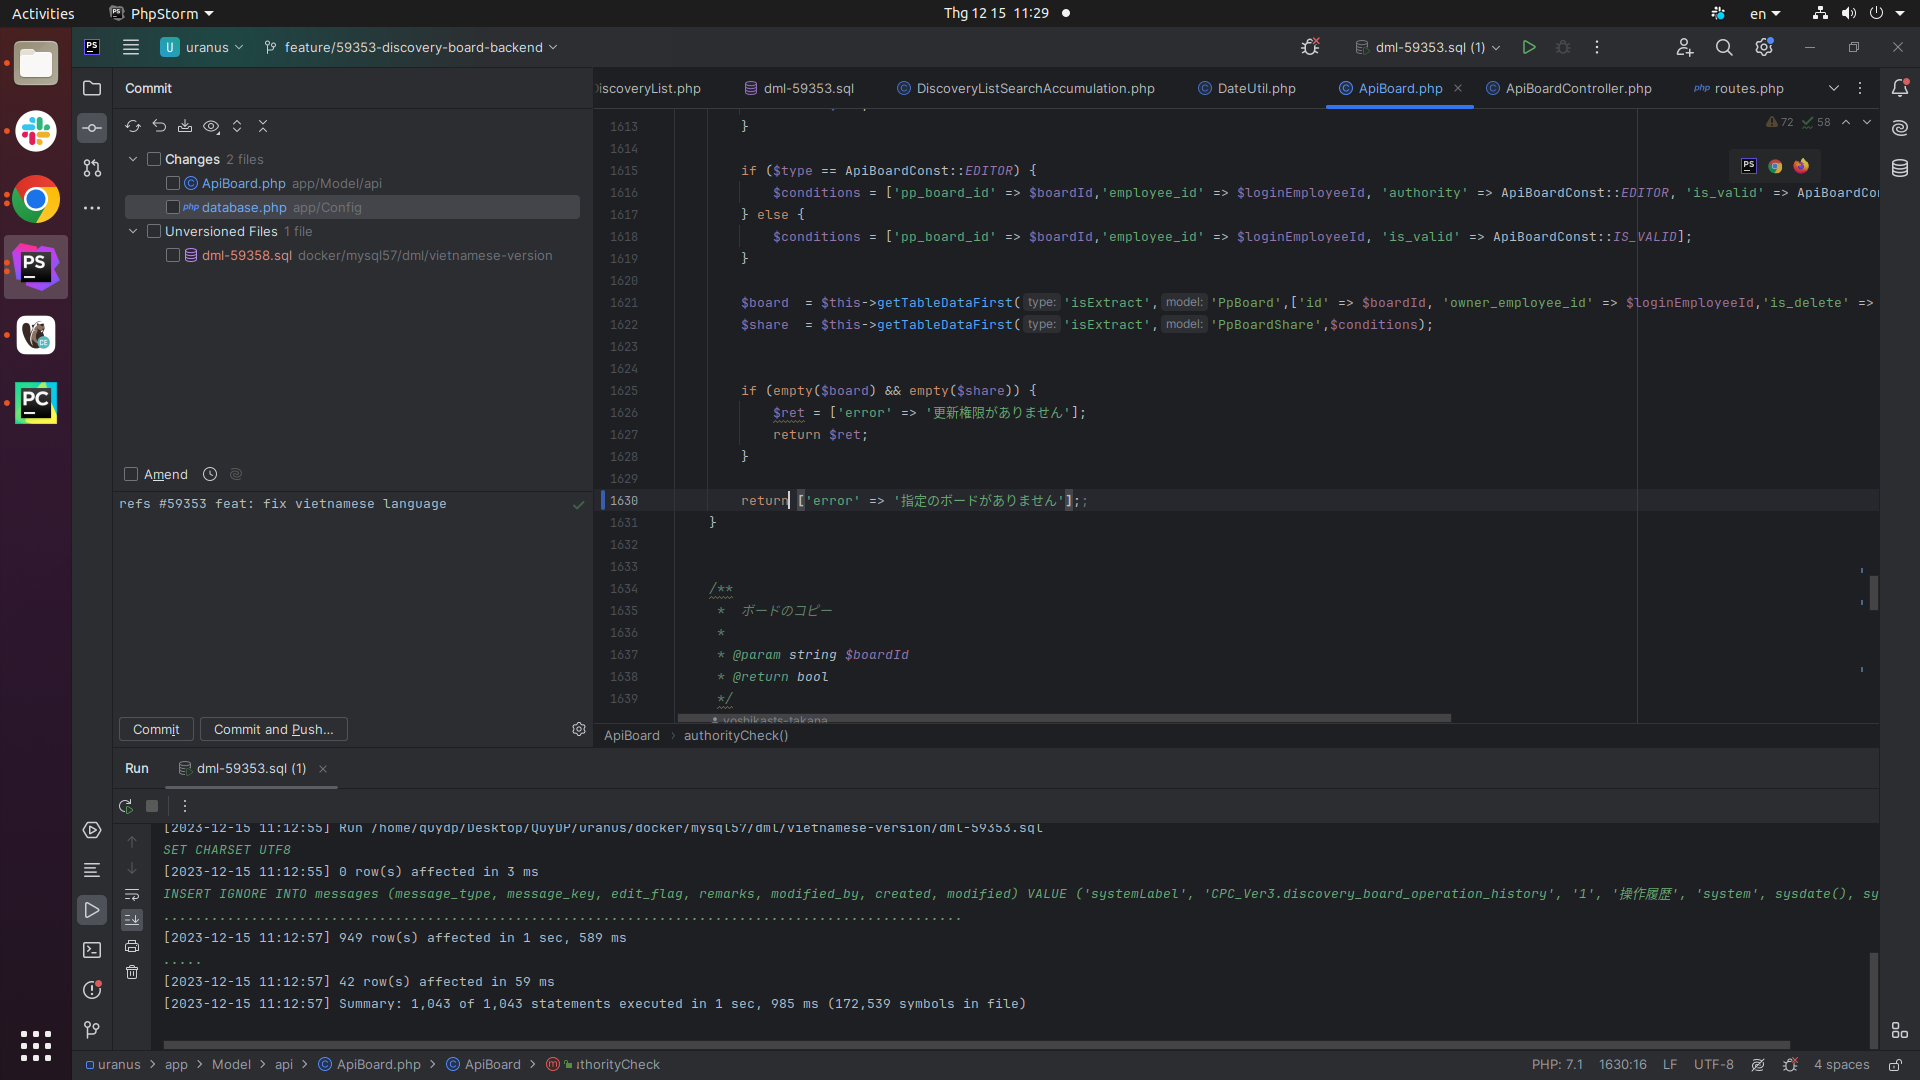 Activities PhpStorm Thg 12 15 11:29 en
PS U uranus feature/59353-discovery-board-backend dml-59353.sql (1)
Commit
iscoveryList.php dml-59353.sql DiscoveryListSearchAccumulation.php DateUtil.php ApiBoard.php ApiBoardController.php php routes.php
72 58
Changes 2 files
ApiBoard.php app/Model/api
php database.php app/Config
Unversioned Files 1 file
dml-59358.sql docker/mysql57/dml/vietnamese-version
Amend
refs #59353 feat: fix vietnamese language
Commit Commit and Push...
1613 }
1614
1615 if ($type == ApiBoardConst::EDITOR) {
1616 $conditions = ['pp_board_id' => $boardId,'employee_id' => $loginEmployeeId, 'authority' => ApiBoardConst::EDITOR, 'is_valid' => ApiBoardCon
1617 } else {
1618 $conditions = ['pp_board_id' => $boardId,'employee_id' => $loginEmployeeId, 'is_valid' => ApiBoardConst::IS_VALID];
1619 }
1620
1621 $board  = $this->getTableDataFirst( type: 'isExtract', model: 'PpBoard',['id' => $boardId, 'owner_employee_id' => $loginEmployeeId,'is_delete' =>
1622 $share  = $this->getTableDataFirst( type: 'isExtract', model: 'PpBoardShare',$conditions);
1623
1624
1625 if (empty($board) && empty($share)) {
1626 $ret = ['error' => '更新権限がありません'];
1627 return $ret;
1628 }
1629
1630 return ['error' => '指定のボードがありません'];;
1631 }
1632
1633
1634 /**
1635 *  ボードのコピー
1636 *
1637 * @param string $boardId
1638 * @return bool
1639 */
yoshikasts-takana
ApiBoard authorityCheck()
Run dml-59353.sql (1)
[2023-12-15 11:12:55] Run /home/quydp/Desktop/QuyDP/uranus/docker/mysql57/dml/vietnamese-version/dml-59353.sql
SET CHARSET UTF8
[2023-12-15 11:12:55] 0 row(s) affected in 3 ms
INSERT IGNORE INTO messages (message_type, message_key, edit_flag, remarks, modified_by, created, modified) VALUE ('systemLabel', 'CPC_Ver3.discovery_board_operation_history', '1', '操作履歴', 'system', sysdate(), sy
....................................................................................................
[2023-12-15 11:12:57] 949 row(s) affected in 1 sec, 589 ms
.....
[2023-12-15 11:12:57] 42 row(s) affected in 59 ms
[2023-12-15 11:12:57] Summary: 1,043 of 1,043 statements executed in 1 sec, 985 ms (172,539 symbols in file)
uranus app Model api ApiBoard.php ApiBoard thorityCheck PHP: 7.1 1630:16 LF UTF-8 4 spaces
PS
CE
PC